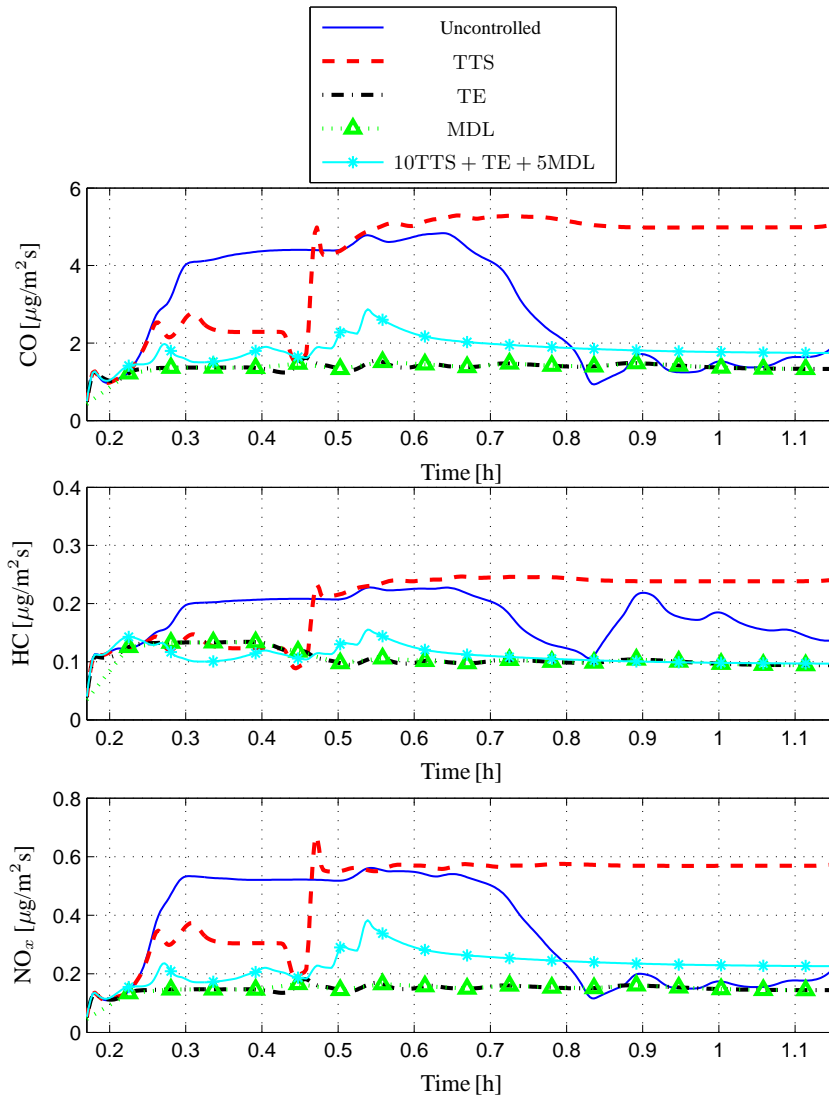 Uncontrolled
TTS
TE
MDL
10TTS + TE + 5MDL
6
4
2
0
CO [μg/m²s]
0.2 0.3 0.4 0.5 0.6 0.7 0.8 0.9 1 1.1
Time [h]
0.4
0.3
0.2
0.1
0
HC [μg/m²s]
0.2 0.3 0.4 0.5 0.6 0.7 0.8 0.9 1 1.1
Time [h]
0.8
0.6
0.4
0.2
0
NOₓ [μg/m²s]
0.2 0.3 0.4 0.5 0.6 0.7 0.8 0.9 1 1.1
Time [h]